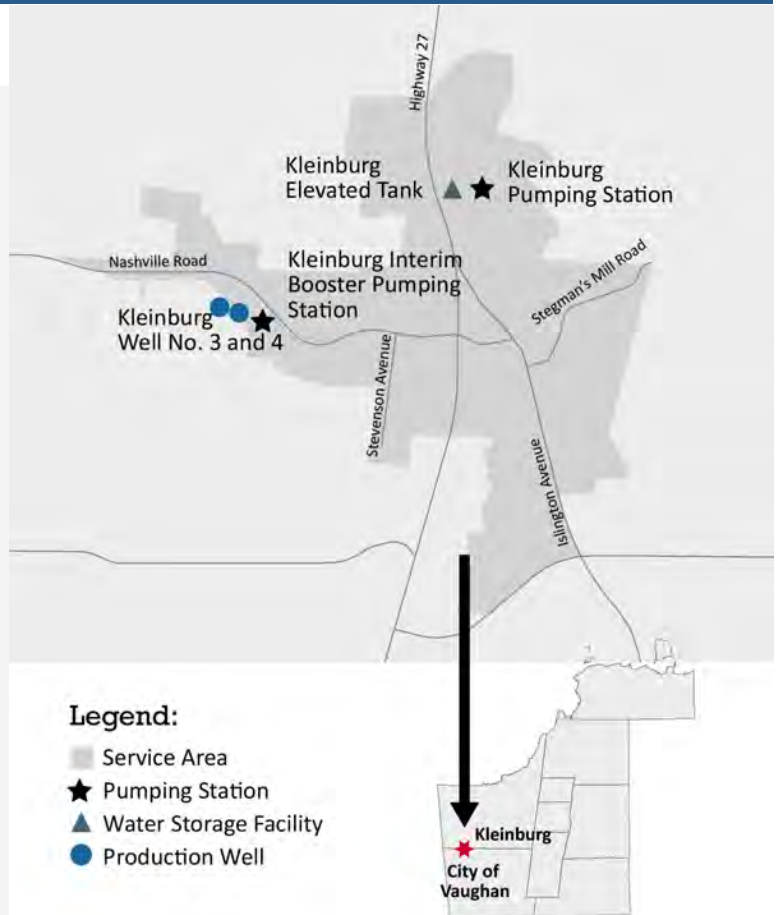 Highway 27
Kleinburg
Elevated Tank
Kleinburg
Pumping Station
Nashville Road
Kleinburg Interim
Booster Pumping
Station
Stegman's Mill Road
Kleinburg
Well No. 3 and 4
Stevenson Avenue
Islington Avenue
Legend:
Service Area
Pumping Station
Water Storage Facility
Production Well
Kleinburg
City of
Vaughan